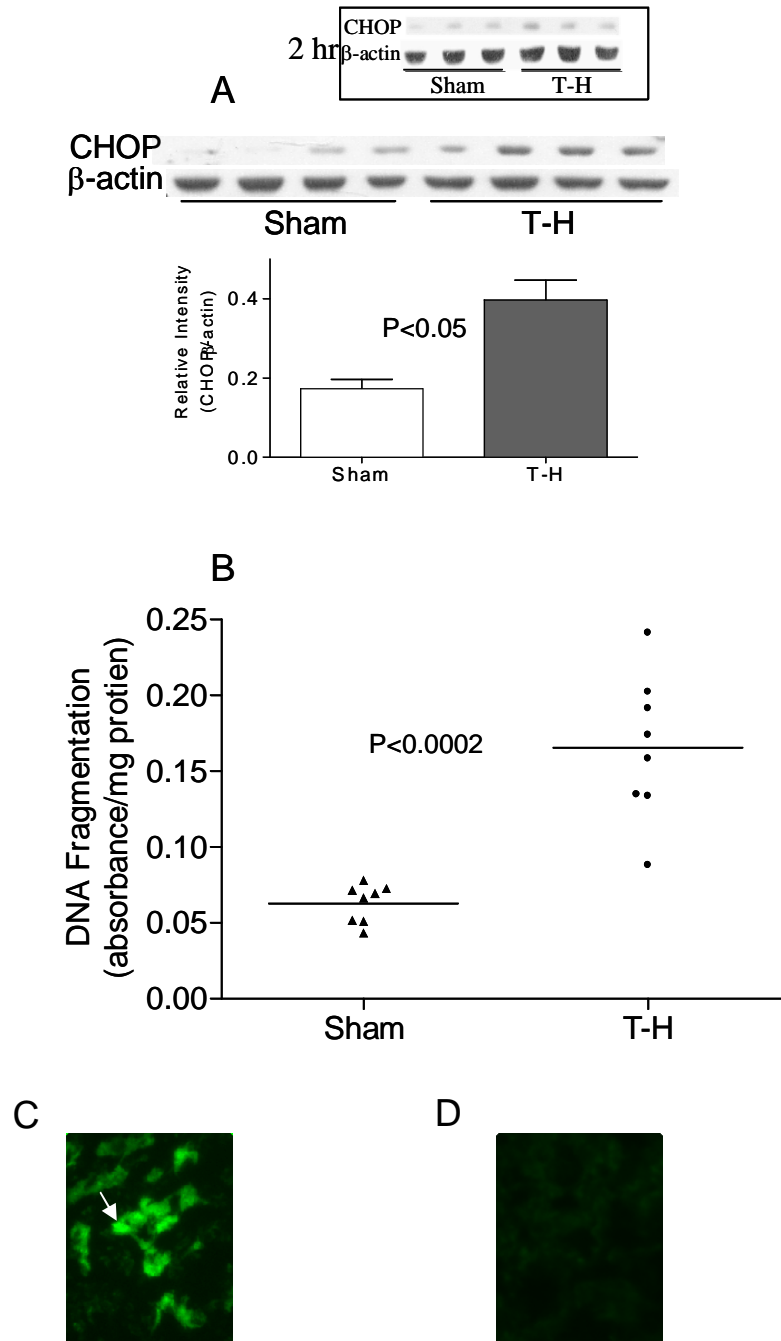 CHOP
2 hr β-actin
Sham T-H
A
CHOP
β-actin
Sham T-H
Relative Intensity
(CHOP/β-actin)
0.4
0.2
0.0
P<0.05
Sham T-H
B
DNA Fragmentation
(absorbance/mg protien)
0.25
0.20
0.15
0.10
0.05
0.00
P<0.0002
Sham T-H
C D